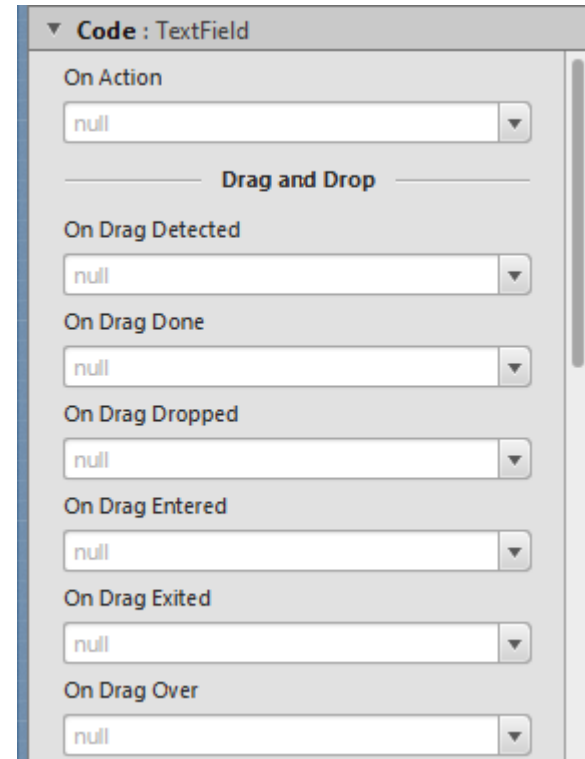 Code : TextField
On Action
null
Drag and Drop
On Drag Detected
null
On Drag Done
null
On Drag Dropped
null
On Drag Entered
null
On Drag Exited
null
On Drag Over
null